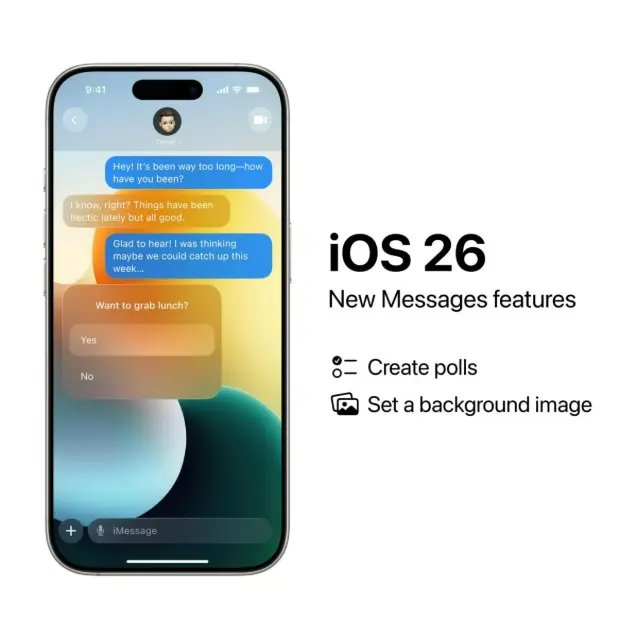 9:41
Hey! It's been way too long—how
have you been?
I know, right? Things have been
hectic lately but all good.
Glad to hear! I was thinking
maybe we could catch up this
week...
Want to grab lunch?
Yes
No
iMessage
iOS 26
New Messages features
Create polls
Set a background image